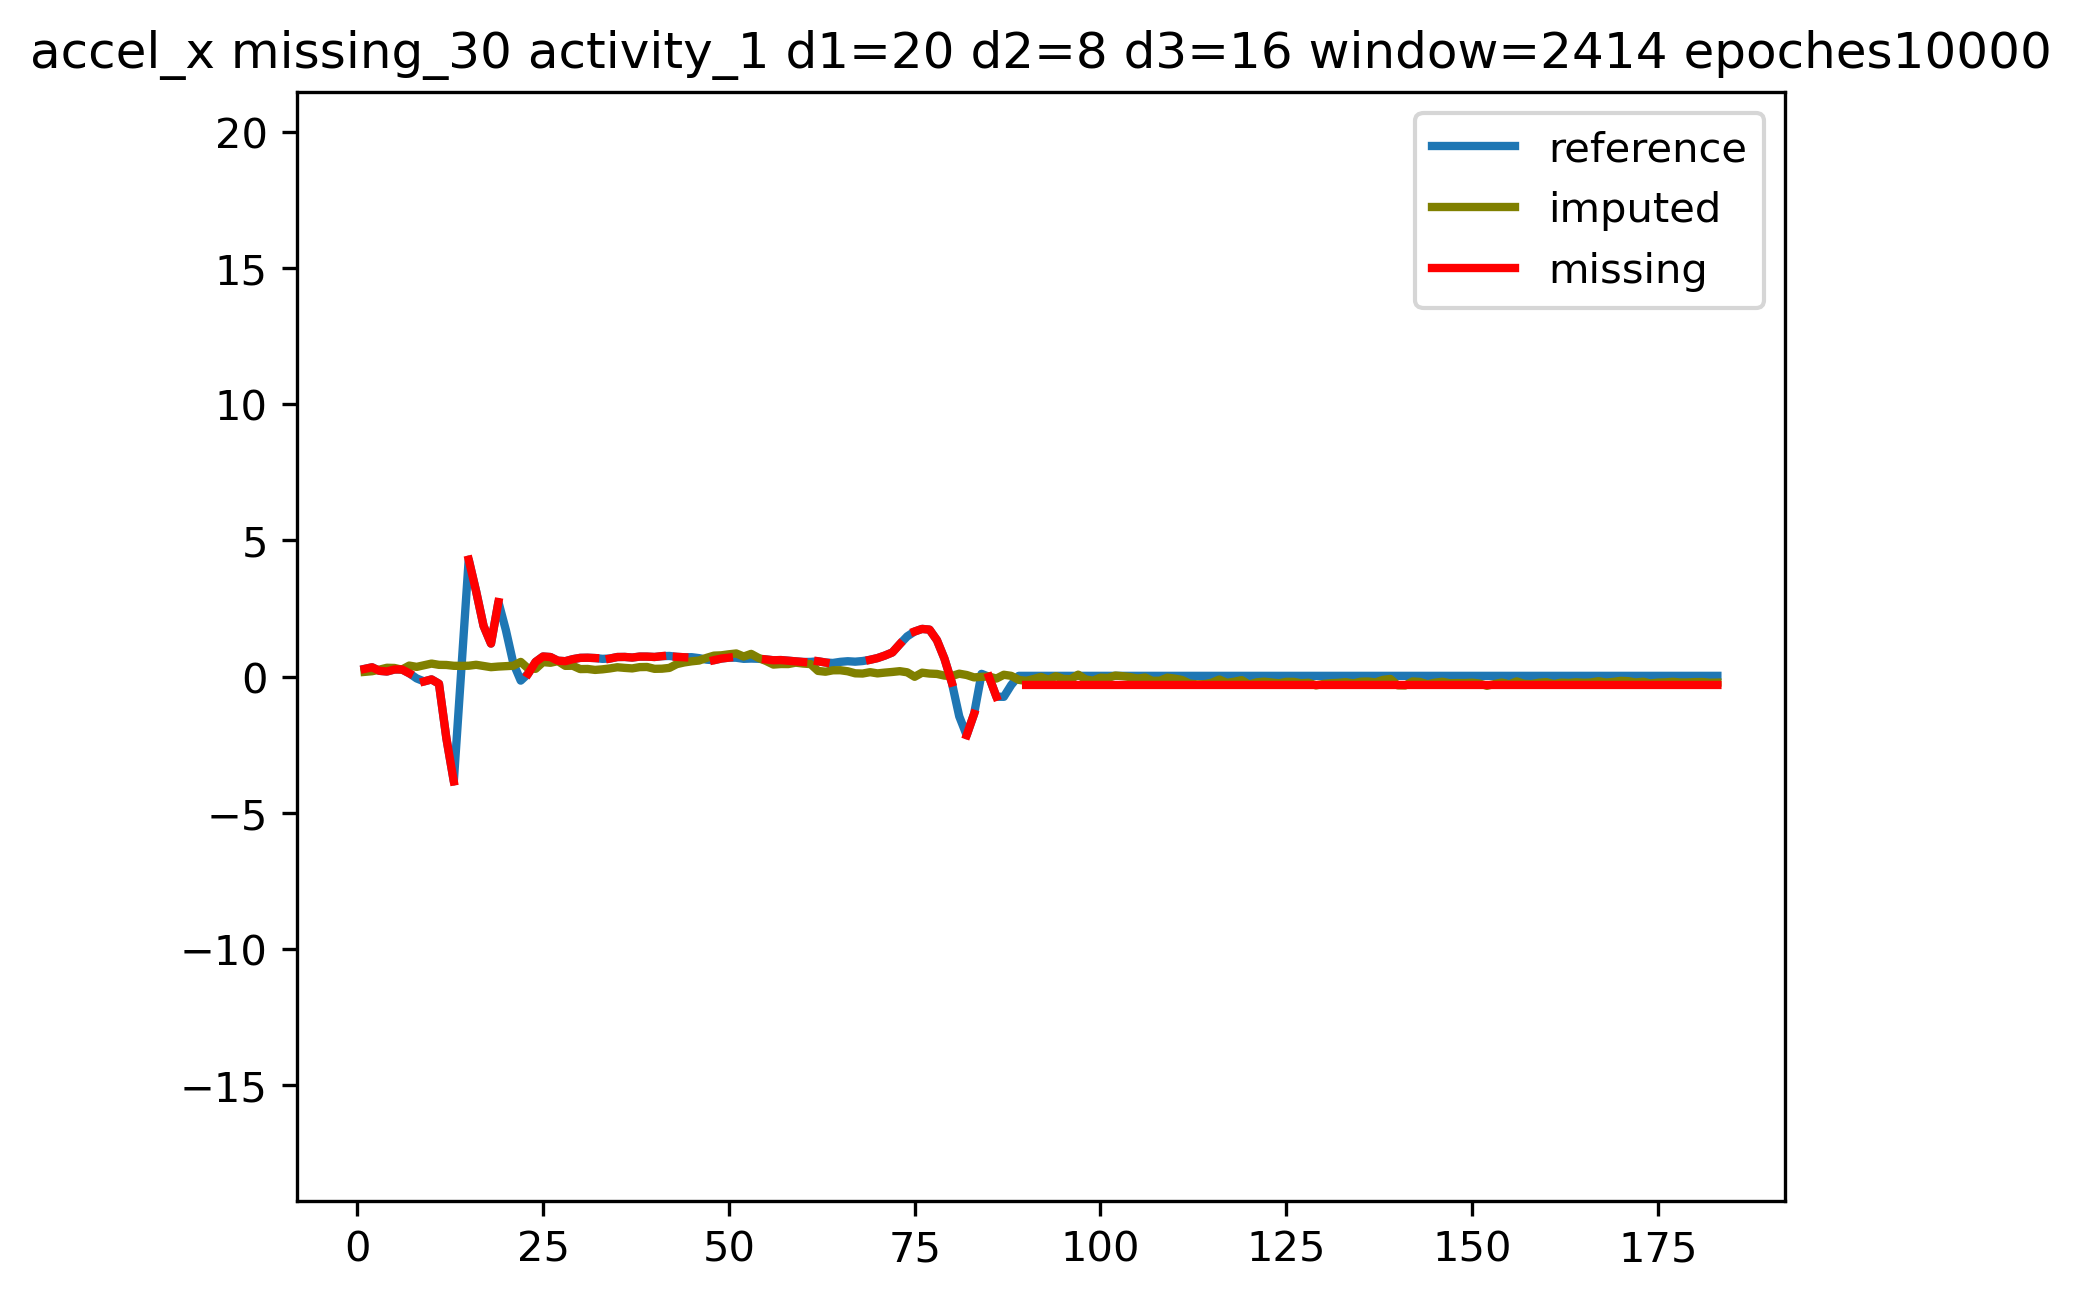 accel_x missing_30 activity_1 d1=20 d2=8 d3=16 window=2414 epoches10000
20
15
10
5
0
−5
−10
−15
reference
imputed
missing
0 25 50 75 100 125 150 175